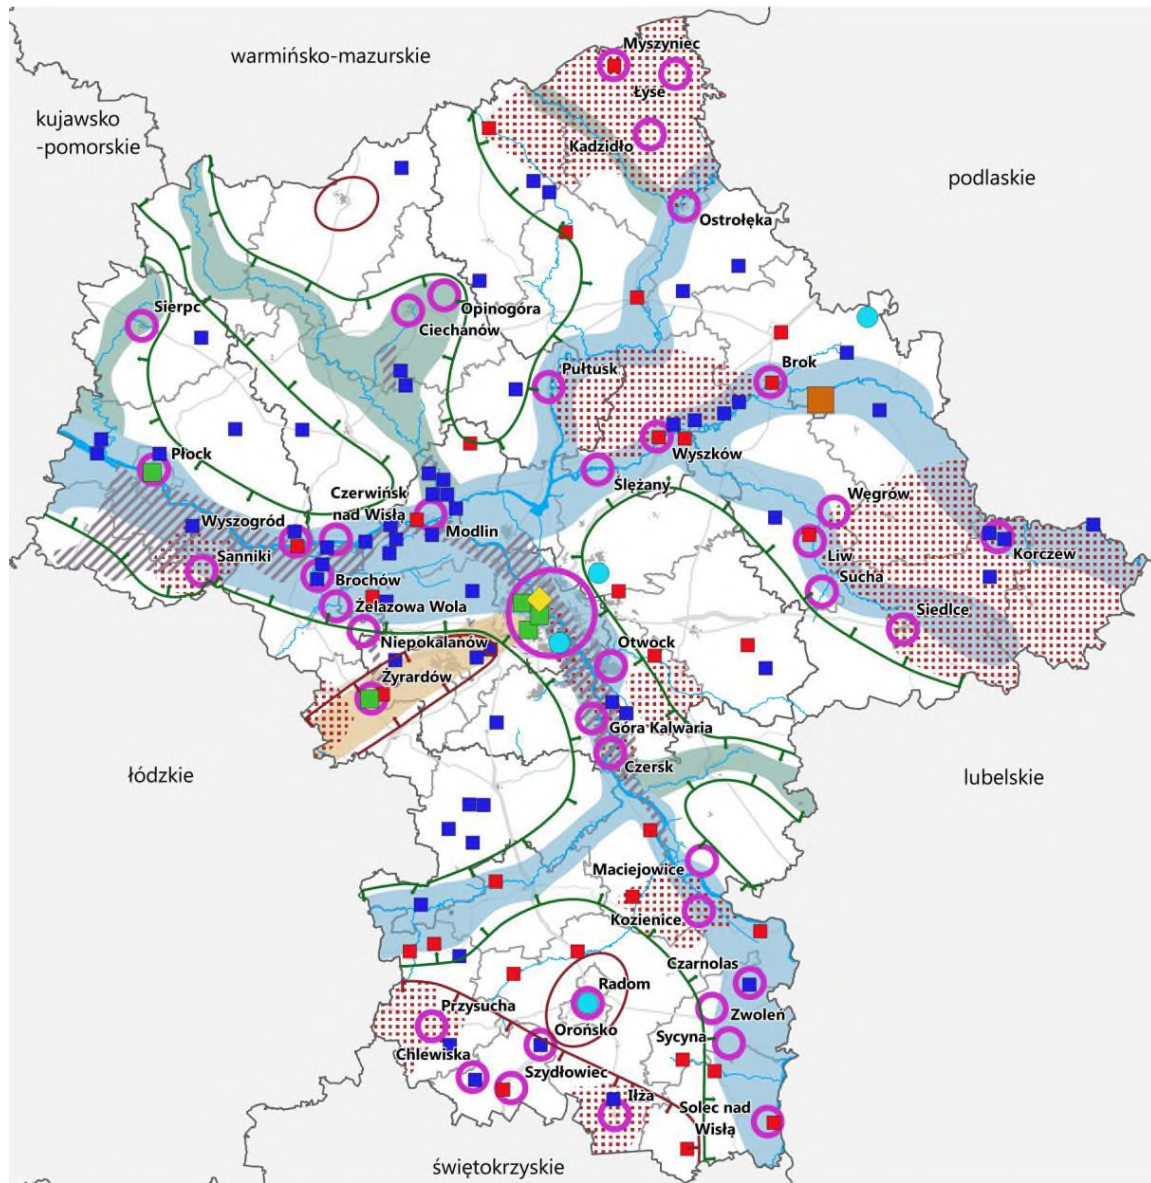 warmińsko-mazurskie
kujawsko
-pomorskie
podlaskie
Myszyniec
Łyse
Kadzidło
Ostrołęka
Sierpc
Opinogóra
Ciechanów
Pułtusk
Brok
Płock
Wyszków
Ślężany
Czerwińsk
nad Wisłą
Wyszogród
Modlin
Węgrów
Sanniki
Liw
Korczew
Brochów
Sucha
Żelazowa Wola
Siedlce
Niepokalanów
Otwock
Żyrardów
Góra Kalwaria
Czersk
łódzkie
lubelskie
Maciejowice
Kozienice
Czarnolas
Radom
Przysucha
Zwoleń
Orońsko
Sycyna
Chlewiska
Szydłowiec
Iłża
Solec nad
Wisłą
świętokrzyskie